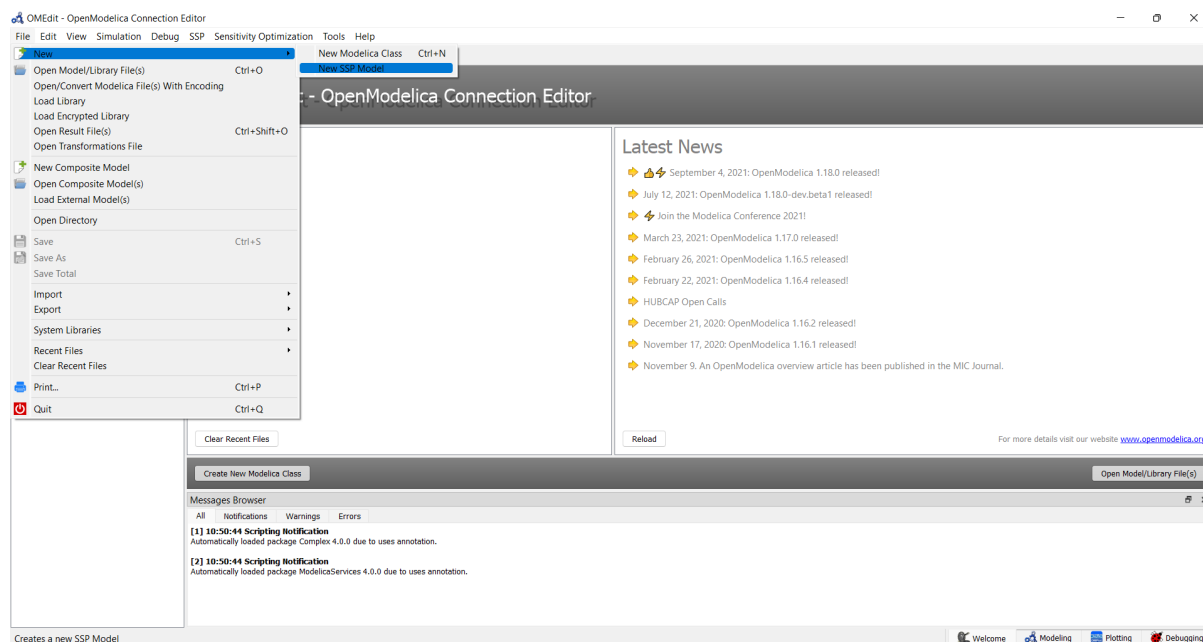 OMEdit - OpenModelica Connection Editor
File Edit View Simulation Debug SSP Sensitivity Optimization Tools Help
New
New Modelica Class Ctrl+N
New SSP Model
Open Model/Library File(s) Ctrl+O
Open/Convert Modelica File(s) With Encoding
Load Library
Load Encrypted Library
Open Result File(s) Ctrl+Shift+O
Open Transformations File
New Composite Model
Open Composite Model(s)
Load External Model(s)
Open Directory
Save Ctrl+S
Save As
Save Total
Import
Export
System Libraries
Recent Files
Clear Recent Files
Print... Ctrl+P
Quit Ctrl+Q
- OpenModelica Connection Editor
Latest News
September 4, 2021: OpenModelica 1.18.0 released!
July 12, 2021: OpenModelica 1.18.0-dev.beta1 released!
Join the Modelica Conference 2021!
March 23, 2021: OpenModelica 1.17.0 released!
February 26, 2021: OpenModelica 1.16.5 released!
February 22, 2021: OpenModelica 1.16.4 released!
HUBCAP Open Calls
December 21, 2020: OpenModelica 1.16.2 released!
November 17, 2020: OpenModelica 1.16.1 released!
November 9. An OpenModelica overview article has been published in the MIC Journal.
Clear Recent Files
Reload
For more details visit our website www.openmodelica.org
Create New Modelica Class
Open Model/Library File(s)
Messages Browser
All Notifications Warnings Errors
[1] 10:50:44 Scripting Notification
Automatically loaded package Complex 4.0.0 due to uses annotation.
[2] 10:50:44 Scripting Notification
Automatically loaded package ModelicaServices 4.0.0 due to uses annotation.
Creates a new SSP Model
Welcome Modeling Plotting Debugging